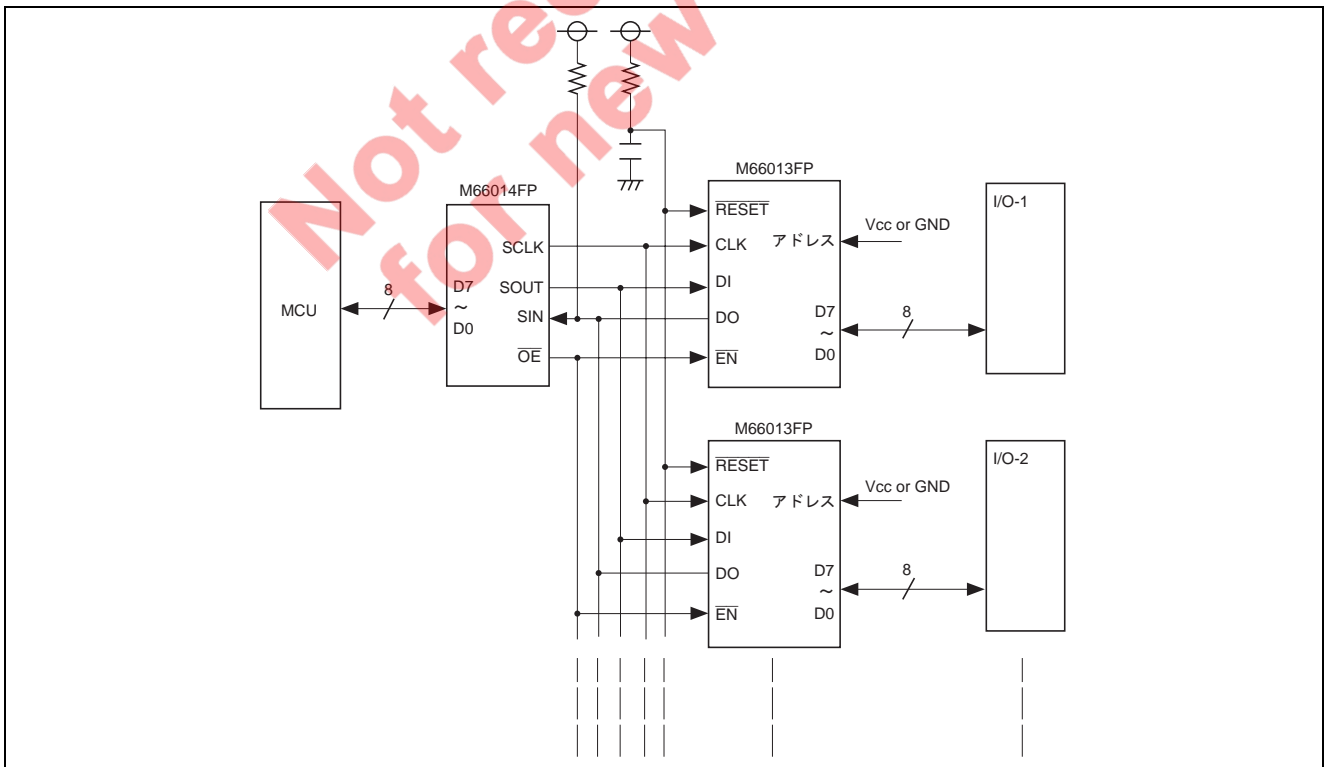 Not re
for new
M66014FP
MCU
8
D7
~
D0
SCLK
SOUT
SIN
OE
M66013FP
RESET
CLK
DI
DO
EN
アドレス
D7
~
D0
Vcc or GND
8
I/O-1
M66013FP
RESET
CLK
DI
DO
EN
アドレス
D7
~
D0
Vcc or GND
8
I/O-2